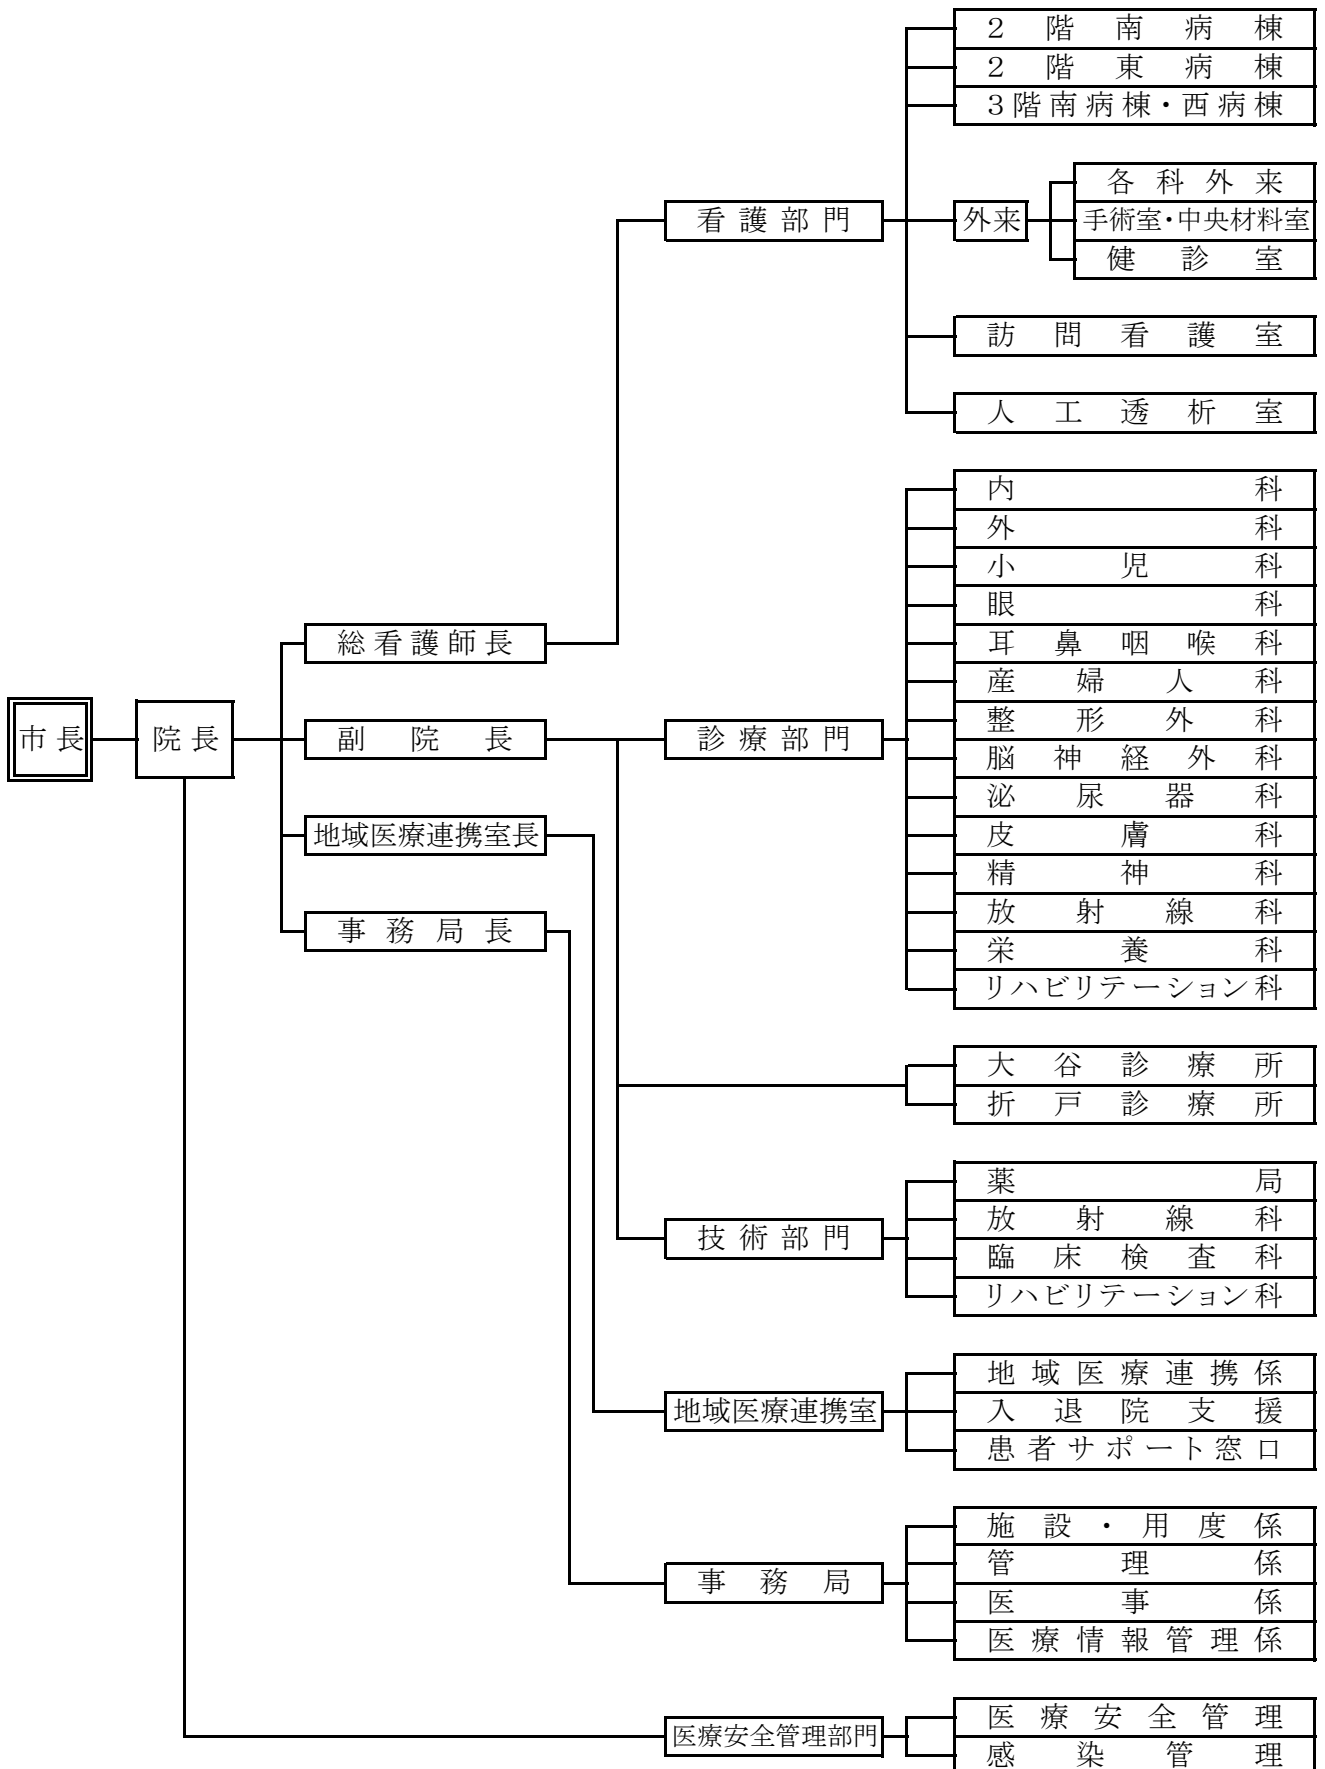 2階南病棟
2階東病棟
3階南病棟・西病棟
看護部門
外来
各科外来
手術室・中央材料室
健診室
訪問看護室
人工透析室
内科
外科
小児科
眼科
総看護師長
耳鼻咽喉科
産婦人科
市長
院長
副院長
診療部門
整形外科
脳神経外科
泌尿器科
地域医療連携室長
皮膚科
精神科
放射線科
事務局長
栄養科
リハビリテーション科
大谷診療所
折戸診療所
薬局
放射線科
技術部門
臨床検査科
リハビリテーション科
地域医療連携係
地域医療連携室
入退院支援
患者サポート窓口
施設・用度係
管理係
事務局
医事係
医療情報管理係
医療安全管理部門
医療安全管理
感染管理